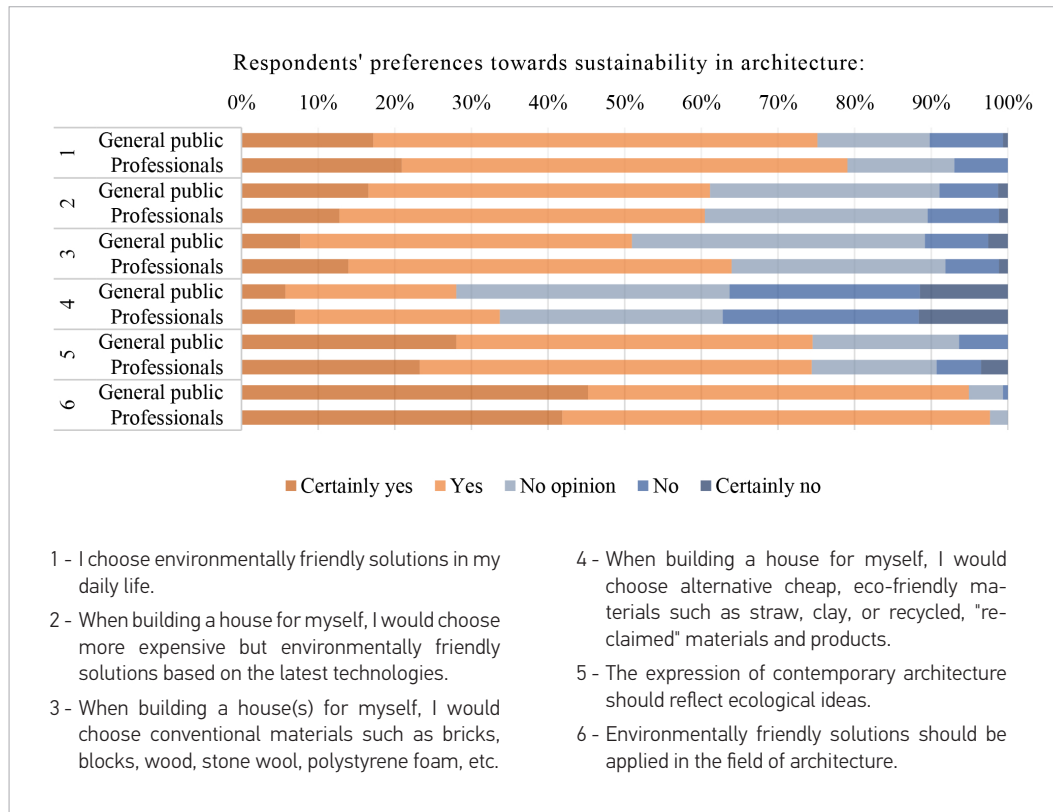 Respondents' preferences towards sustainability in architecture:
0% 10% 20% 30% 40% 50% 60% 70% 80% 90% 100%
1
General public
Professionals
2
General public
Professionals
3
General public
Professionals
4
General public
Professionals
5
General public
Professionals
6
General public
Professionals
Certainly yes Yes No opinion No Certainly no
1 - I choose environmentally friendly solutions in my
daily life.
2 - When building a house for myself, I would choose
more expensive but environmentally friendly
solutions based on the latest technologies.
3 - When building a house(s) for myself, I would
choose conventional materials such as bricks,
blocks, wood, stone wool, polystyrene foam, etc.
4 - When building a house for myself, I would
choose alternative cheap, eco-friendly ma-
terials such as straw, clay, or recycled, "re-
claimed" materials and products.
5 - The expression of contemporary architecture
should reflect ecological ideas.
6 - Environmentally friendly solutions should be
applied in the field of architecture.